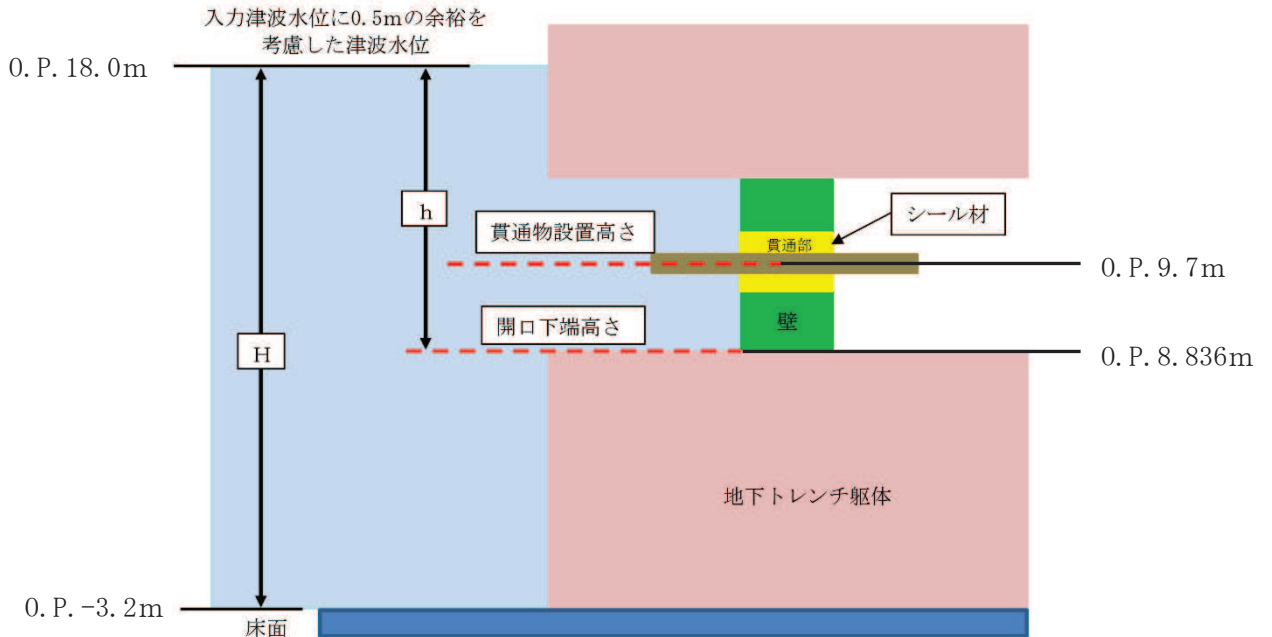 入力津波水位に0.5mの余裕を
考慮した津波水位
O.P.18.0m
h
貫通物設置高さ
シール材
貫通部
O.P.9.7m
開口下端高さ
壁
H
O.P.8.836m
地下トレンチ躯体
O.P.-3.2m
床面